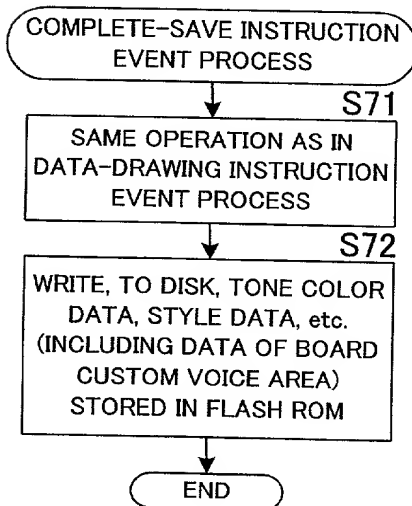 COMPLETE-SAVE INSTRUCTION
EVENT PROCESS
S71
SAME OPERATION AS IN
DATA-DRAWING INSTRUCTION
EVENT PROCESS
S72
WRITE, TO DISK, TONE COLOR
DATA, STYLE DATA, etc.
(INCLUDING DATA OF BOARD
CUSTOM VOICE AREA)
STORED IN FLASH ROM
END